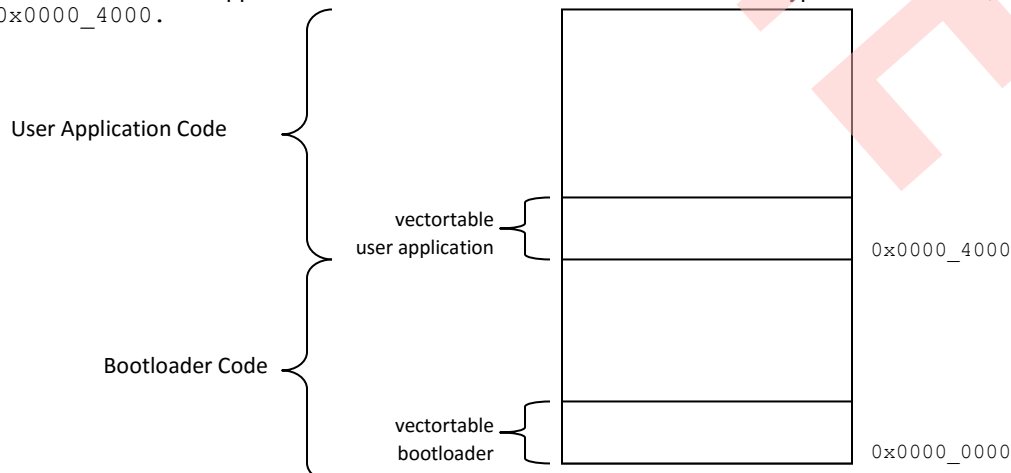 0x0000_4000.
User Application Code
vectortable
user application
0x0000_4000
Bootloader Code
vectortable
bootloader
0x0000_0000